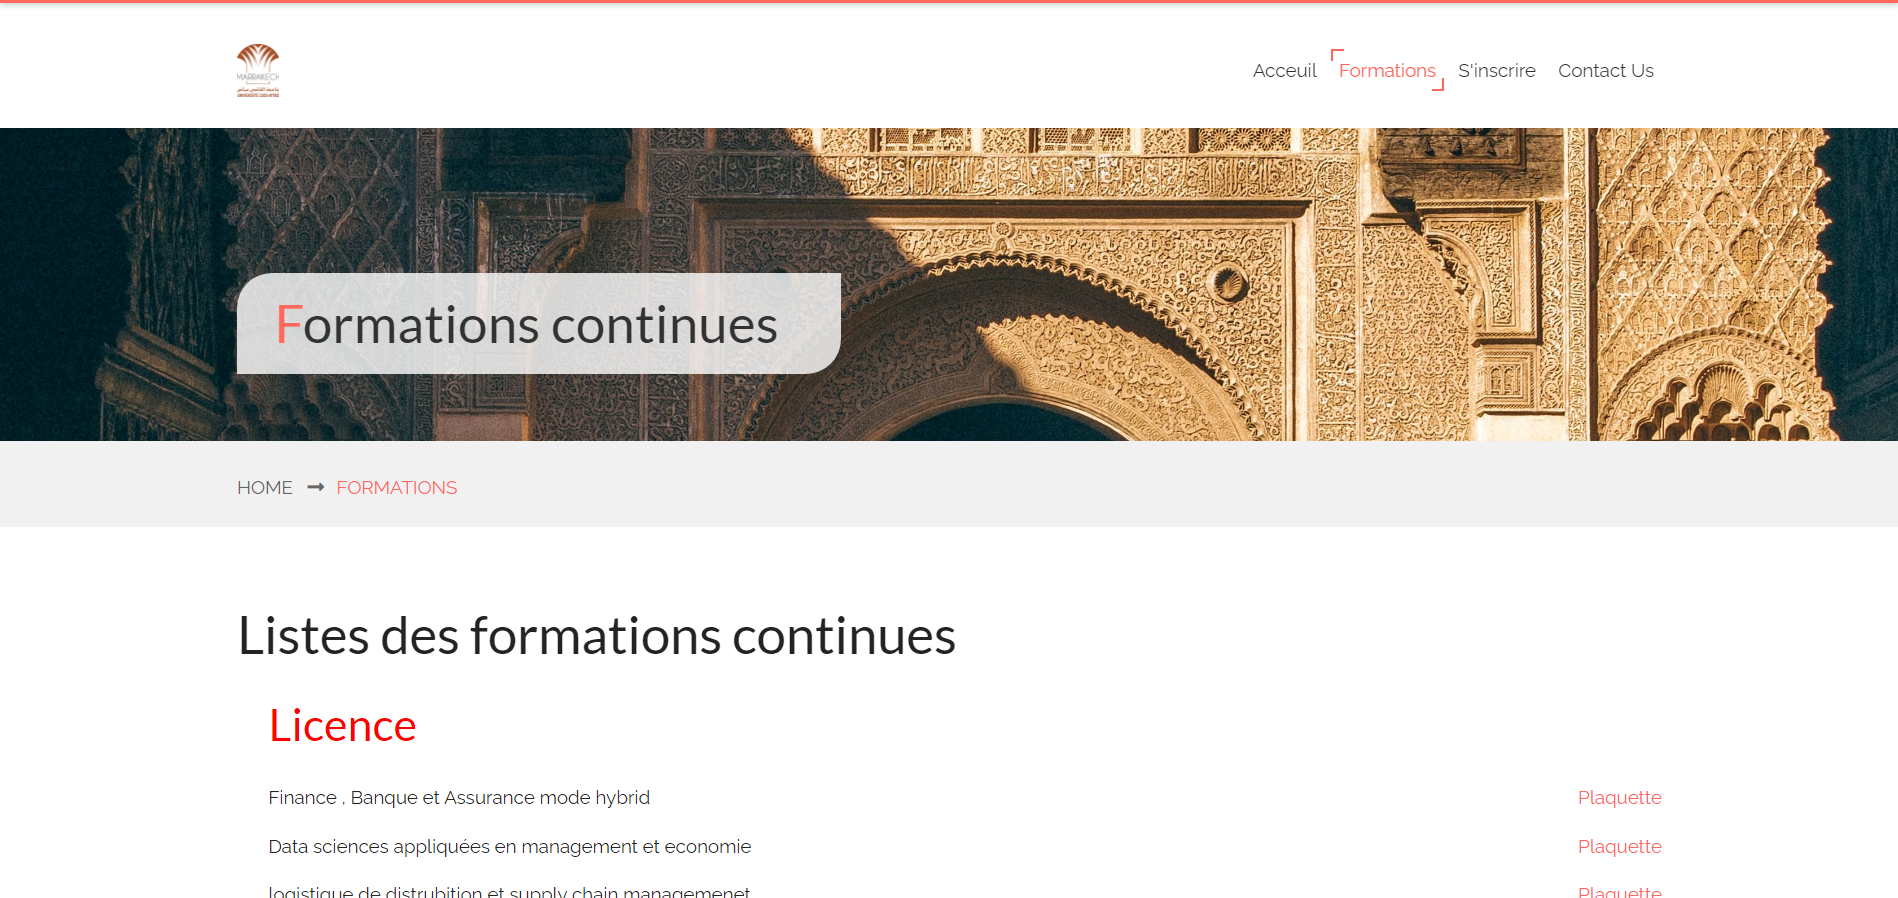 MARRAKECH
Acceuil Formations S'inscrire Contact Us
Formations continues
HOME FORMATIONS
Listes des formations continues
Licence
Finance , Banque et Assurance mode hybrid Plaquette
Data sciences appliquées en management et economie Plaquette
logistique de distrubition et supply chain managemenet Plaquette